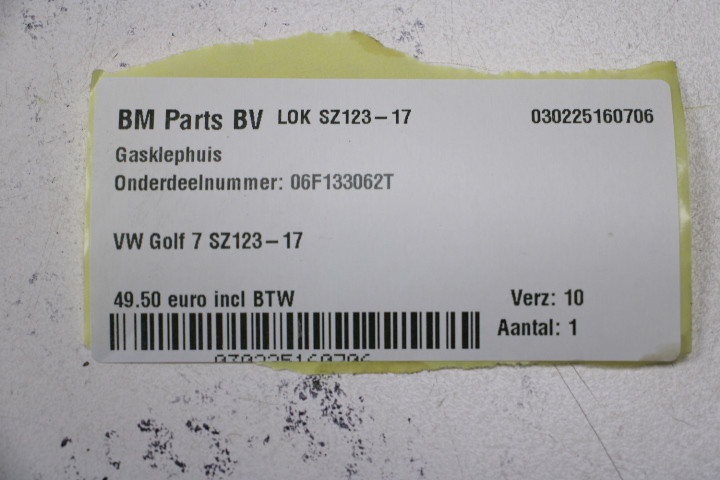 BM Parts BV LOK SZ123-17 030225160706
Gasklephuis
Onderdeelnummer: 06F133062T
VW Golf 7 SZ123-17
49.50 euro incl BTW Verz: 10
Aantal: 1
030225160706